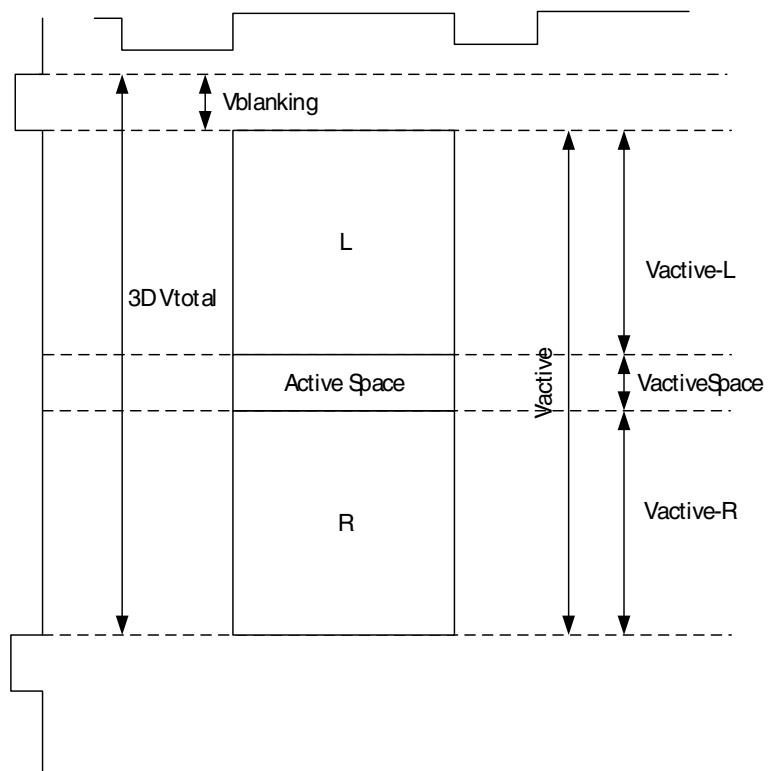 Vblanking
L
Vactive-L
3D Vtotal
Vactive
Active Space
VactiveSpace
R
Vactive-R